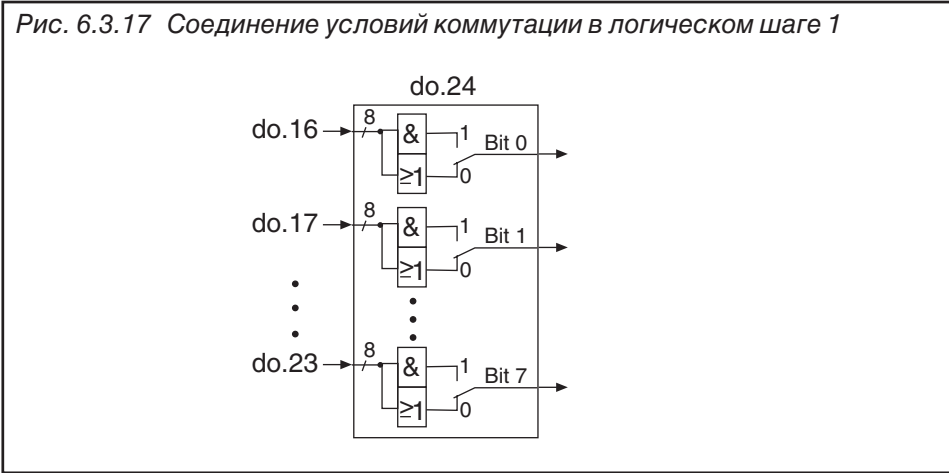 Рис. 6.3.17 Соединение условий коммутации в логическом шаге 1
do.24
do.16 8 & 1 Bit 0
≥1 0
do.17 8 & 1 Bit 1
≥1 0
do.23 8 & 1 Bit 7
≥1 0